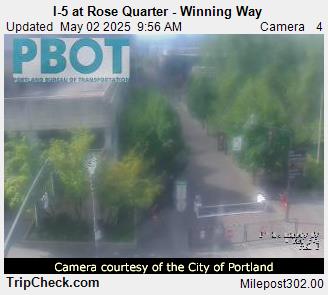 I-5 at Rose Quarter - Winning Way
Updated May 02 2025 9:56 AM Camera 4
PBOT
PORTLAND BUREAU OF TRANSPORTATION
Camera courtesy of the City of Portland
TripCheck.com Milepost302.00